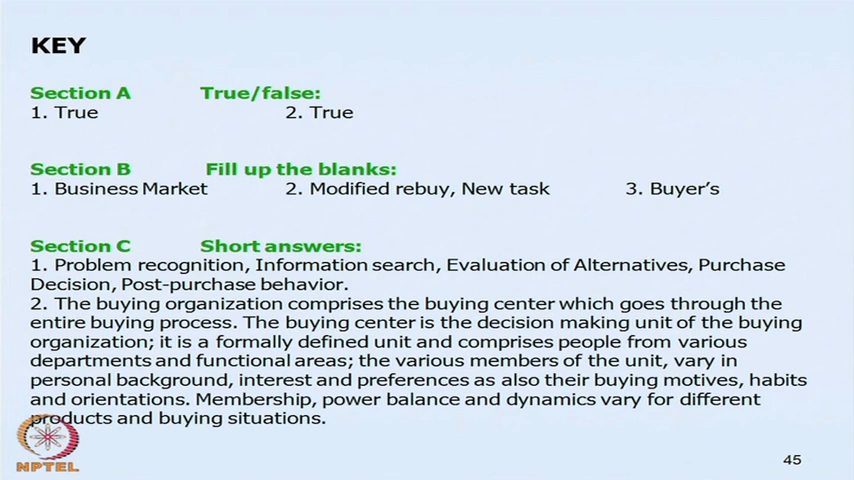 KEY
Section A True/false:
1. True 2. True
Section B Fill up the blanks:
1. Business Market 2. Modified rebuy, New task 3. Buyer's
Section C Short answers:
1. Problem recognition, Information search, Evaluation of Alternatives, Purchase
Decision, Post-purchase behavior.
2. The buying organization comprises the buying center which goes through the
entire buying process. The buying center is the decision making unit of the buying
organization; it is a formally defined unit and comprises people from various
departments and functional areas; the various members of the unit, vary in
personal background, interest and preferences as also their buying motives, habits
and orientations. Membership, power balance and dynamics vary for different
products and buying situations.
NPTEL
45